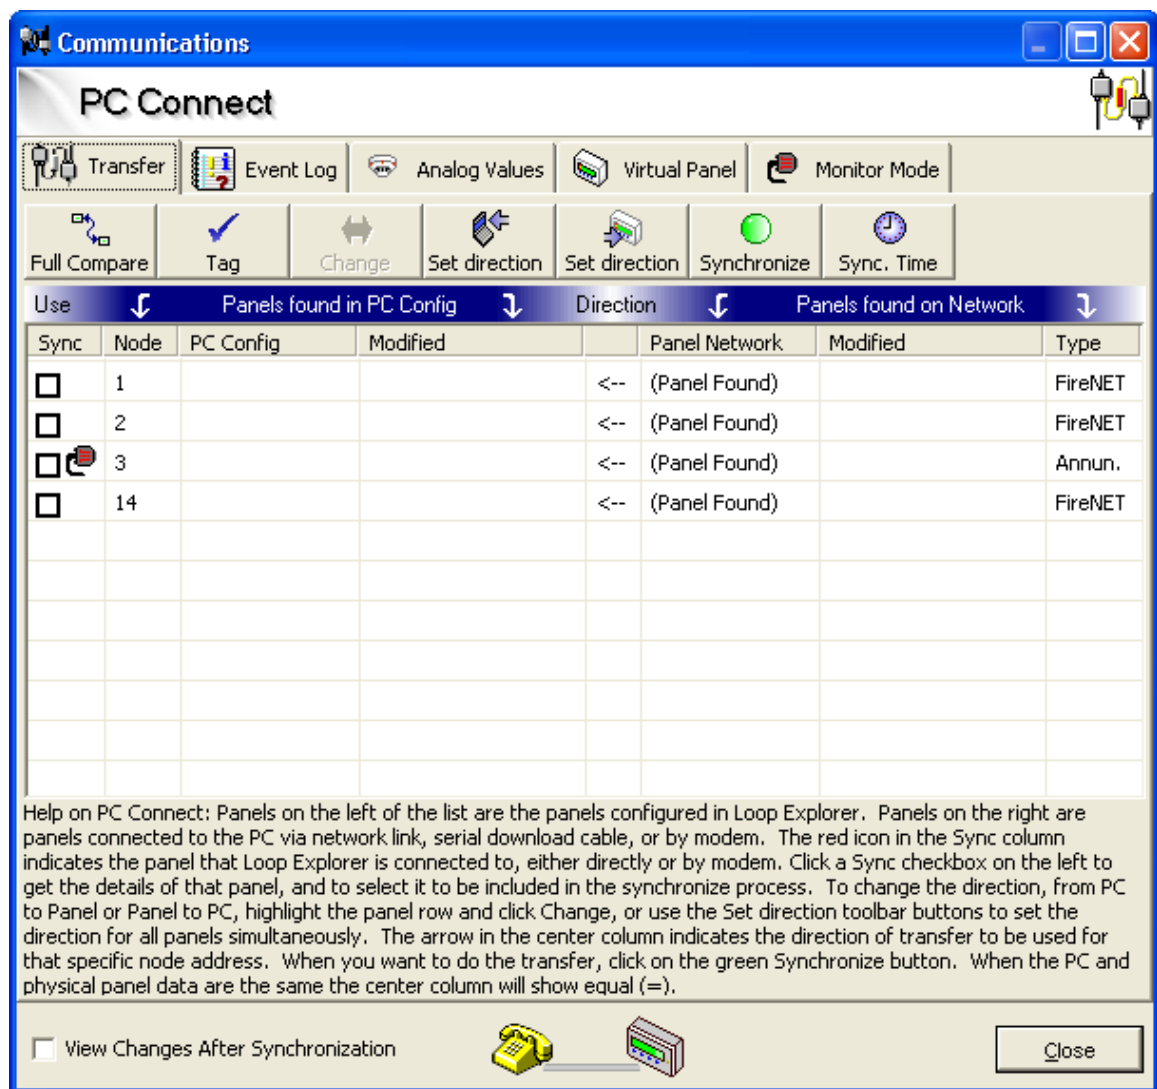 Communications
PC Connect
Transfer Event Log Analog Values Virtual Panel Monitor Mode
Full Compare Tag Change Set direction Set direction Synchronize Sync. Time
Use Panels found in PC Config Direction Panels found on Network
Sync Node PC Config Modified Panel Network Modified Type
1 <-- (Panel Found) FireNET
2 <-- (Panel Found) FireNET
3 <-- (Panel Found) Annun.
14 <-- (Panel Found) FireNET
Help on PC Connect: Panels on the left of the list are the panels configured in Loop Explorer. Panels on the right are
panels connected to the PC via network link, serial download cable, or by modem. The red icon in the Sync column
indicates the panel that Loop Explorer is connected to, either directly or by modem. Click a Sync checkbox on the left to
get the details of that panel, and to select it to be included in the synchronize process. To change the direction, from PC
to Panel or Panel to PC, highlight the panel row and click Change, or use the Set direction toolbar buttons to set the
direction for all panels simultaneously. The arrow in the center column indicates the direction of transfer to be used for
that specific node address. When you want to do the transfer, click on the green Synchronize button. When the PC and
physical panel data are the same the center column will show equal (=).
View Changes After Synchronization Close